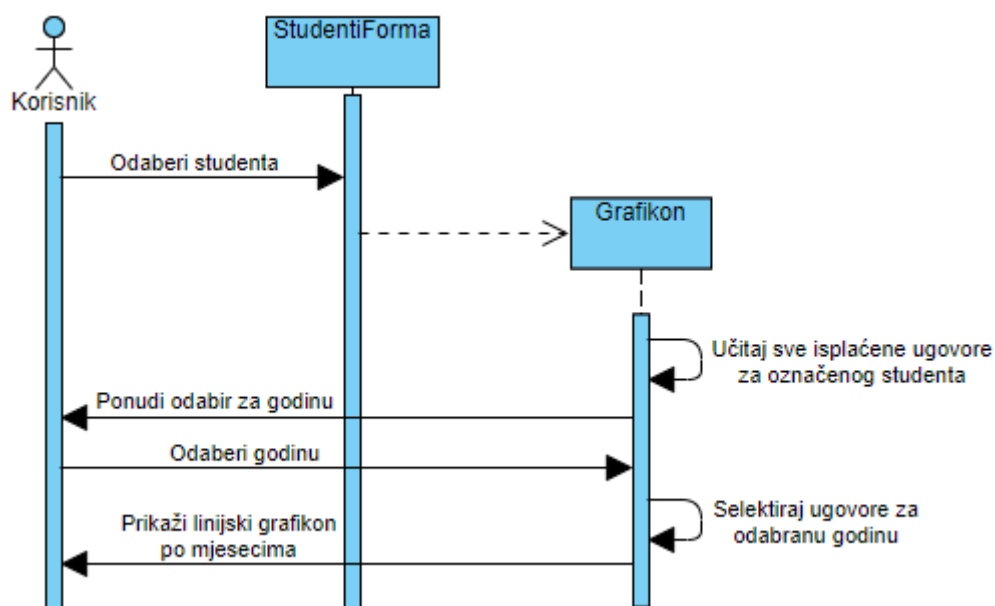 StudentiForma
Korisnik
Odaberi studenta
Grafikon
Učitaj sve isplaćene ugovore
za označenog studenta
Ponudi odabir za godinu
Odaberi godinu
Selektiraj ugovore za
odabranu godinu
Prikaži linijski grafikon
po mjesecima